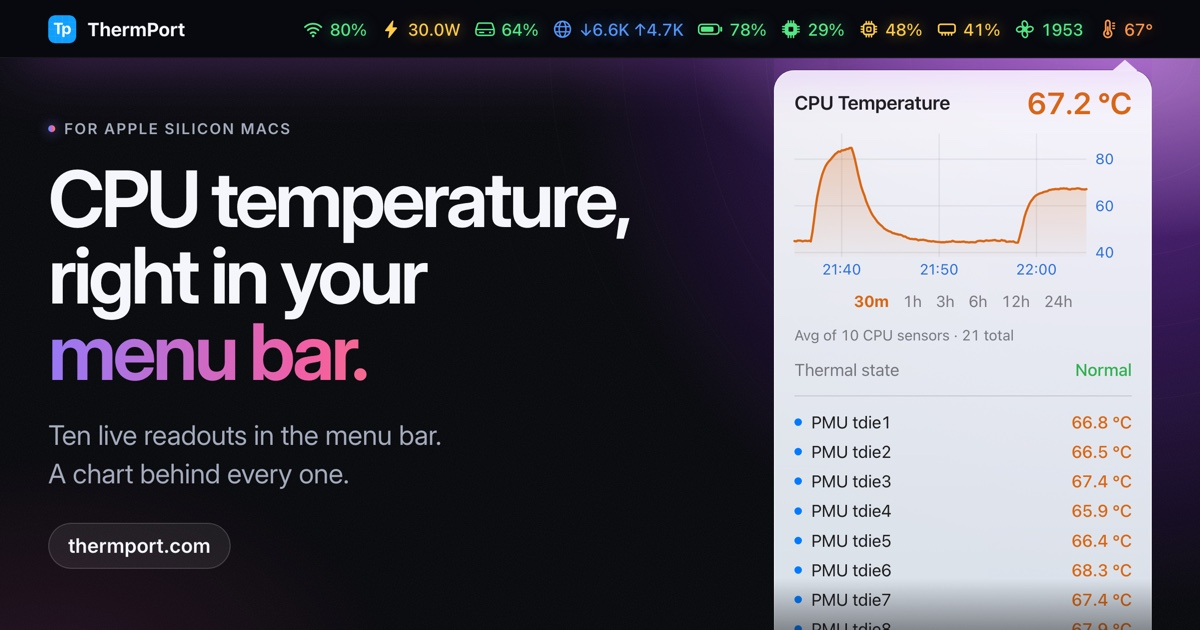 Tp ThermPort 80% 30.0W 64% ↓6.6K ↑4.7K 78% 29% 48% 41% 1953 67°
FOR APPLE SILICON MACS
CPU temperature,
right in your
menu bar.
Ten live readouts in the menu bar.
A chart behind every one.
thermport.com
CPU Temperature 67.2 °C
80
60
40
21:40 21:50 22:00
30m 1h 3h 6h 12h 24h
Avg of 10 CPU sensors · 21 total
Thermal state Normal
PMU tdie1 66.8 °C
PMU tdie2 66.5 °C
PMU tdie3 67.4 °C
PMU tdie4 65.9 °C
PMU tdie5 66.4 °C
PMU tdie6 68.3 °C
PMU tdie7 67.4 °C
PMU tdie8 67.9 °C